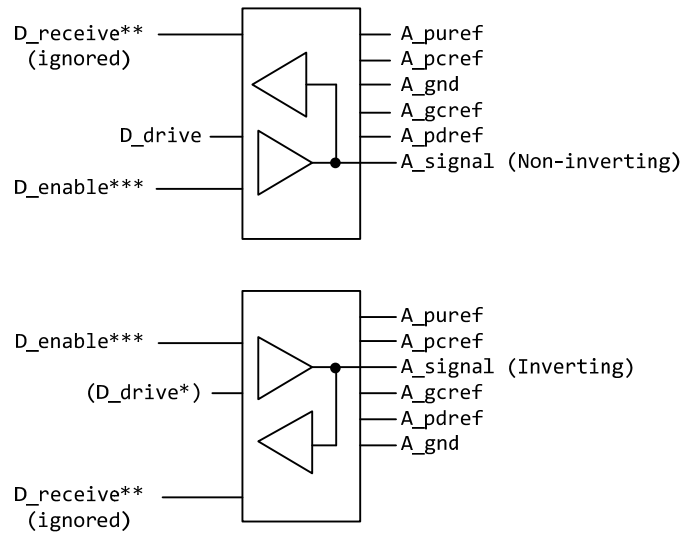 D_receive**
(ignored)
D_drive
D_enable***
A_puref
A_pcref
A_gnd
A_gcref
A_pdref
A_signal (Non-inverting)
D_enable***
(D_drive*)
D_receive**
(ignored)
A_puref
A_pcref
A_signal (Inverting)
A_gcref
A_pdref
A_gnd